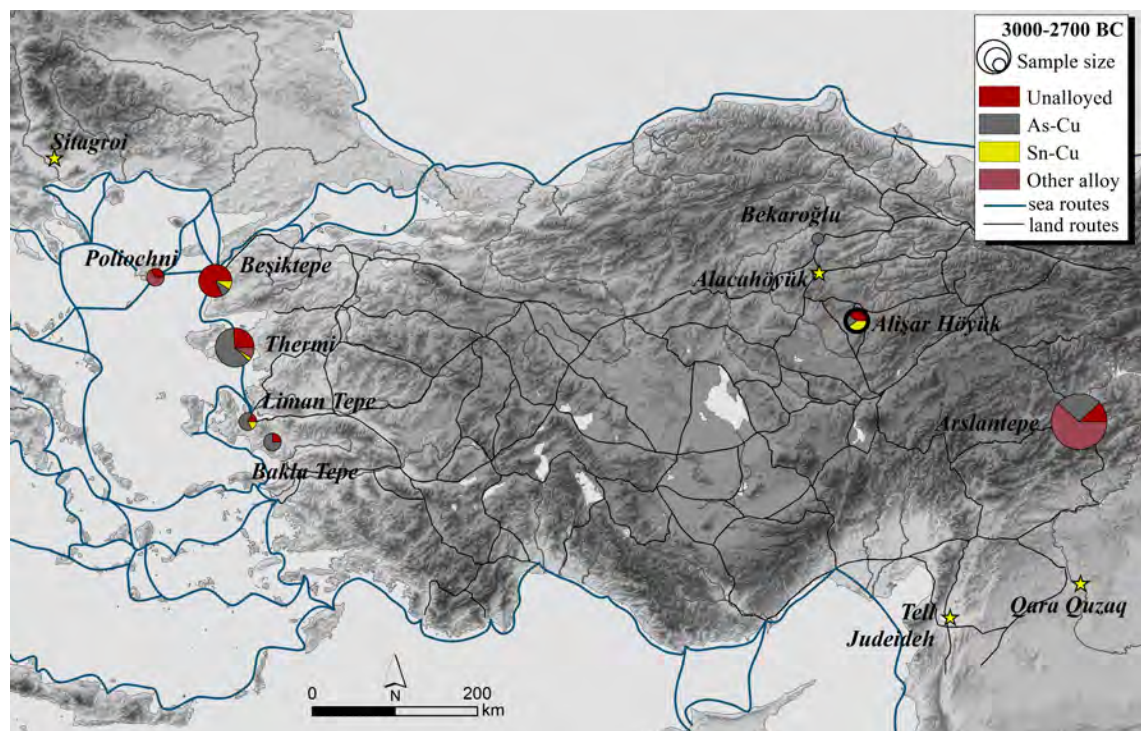 3000-2700 BC
Sample size
Unalloyed
As-Cu
Sn-Cu
Other alloy
sea routes
land routes
Sitagroi
Poliochni
Beşiktepe
Thermi
Liman Tepe
Bakla Tepe
Bekaroğlu
Alacahöyük
Alişar Höyük
Arslantepe
Qara Quzaq
Tell
Judeideh
0
N
200
km